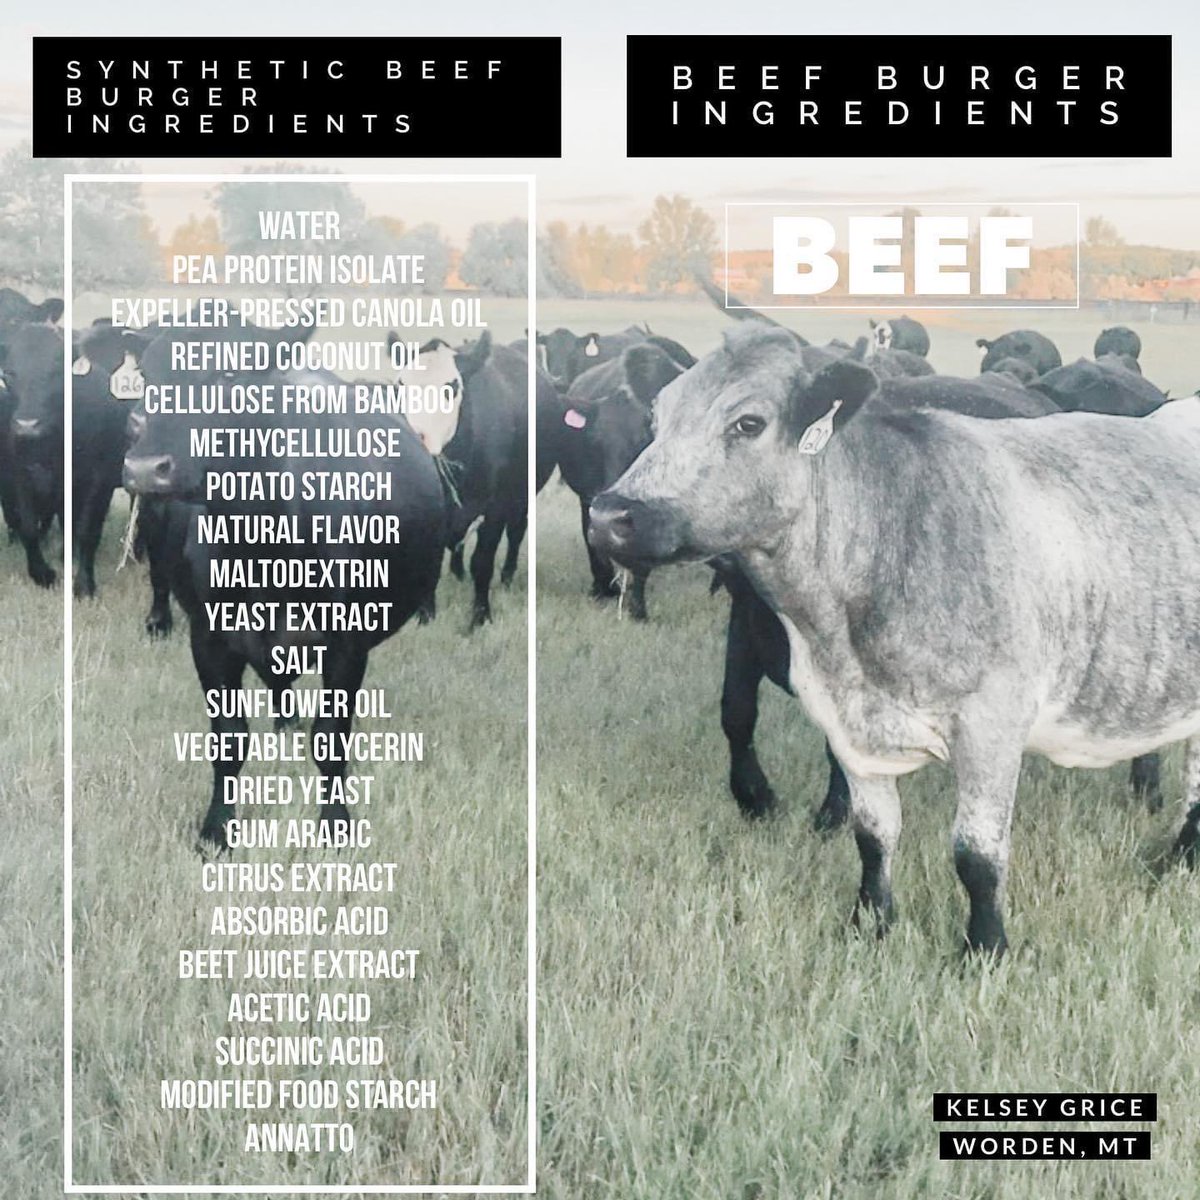 SYNTHETIC BEEF
BURGER
INGREDIENTS
WATER
PEA PROTEIN ISOLATE
EXPELLER-PRESSED CANOLA OIL
REFINED COCONUT OIL
CELLULOSE FROM BAMBOO
METHYCELLULOSE
POTATO STARCH
NATURAL FLAVOR
MALTODEXTRIN
YEAST EXTRACT
SALT
SUNFLOWER OIL
VEGETABLE GLYCERIN
DRIED YEAST
GUM ARABIC
CITRUS EXTRACT
ABSORBIC ACID
BEET JUICE EXTRACT
ACETIC ACID
SUCCINIC ACID
MODIFIED FOOD STARCH
ANNATTO
BEEF BURGER
INGREDIENTS
BEEF
126
KELSEY GRICE
WORDEN, MT